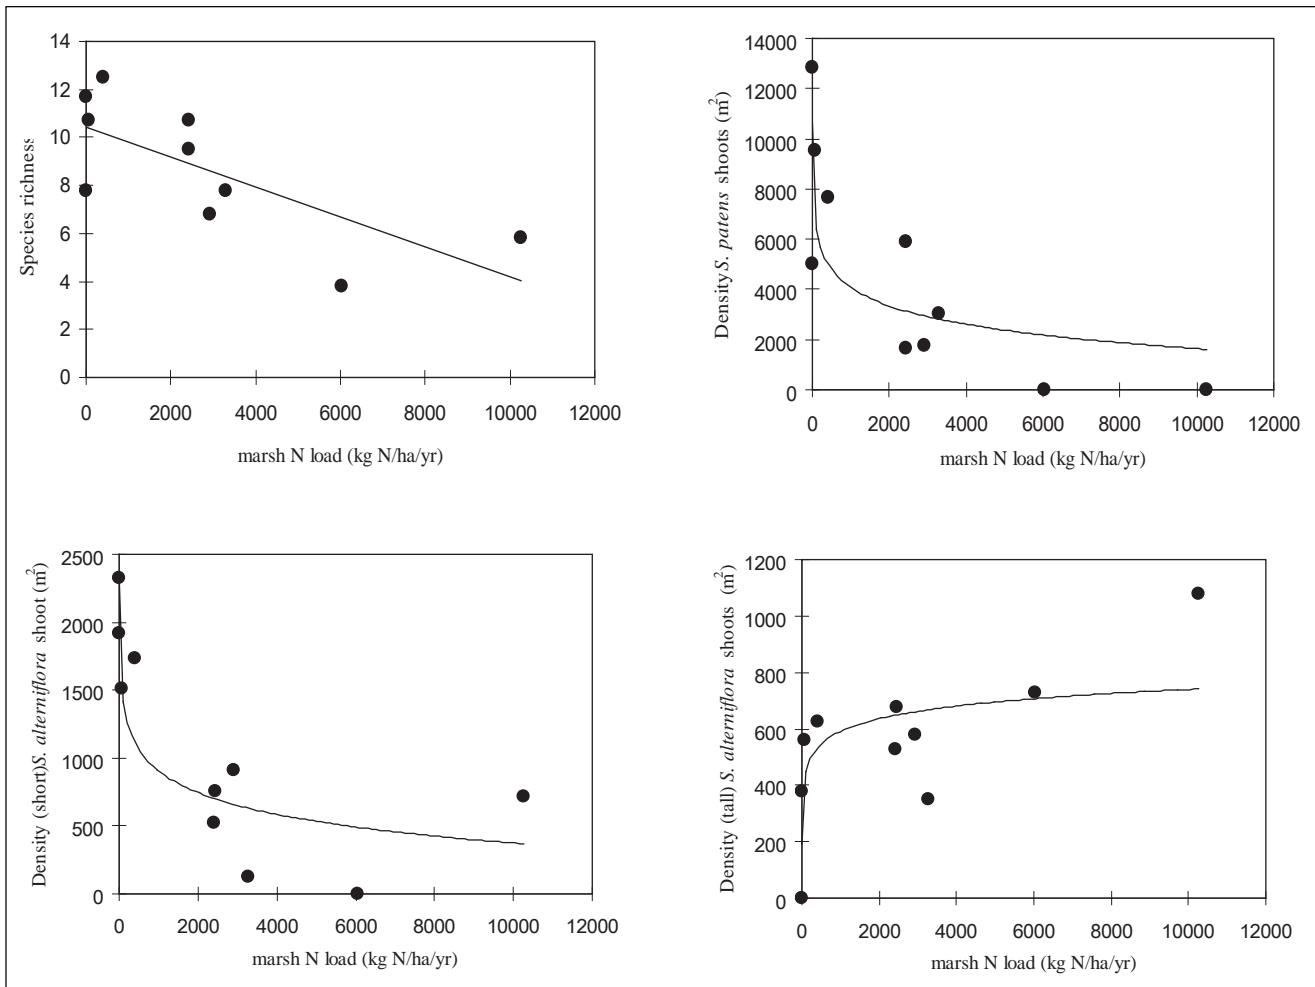 14
12
10
8
6
4
2
0
Species richness
0 2000 4000 6000 8000 10000 12000
marsh N load (kg N/ha/yr)
14000
12000
10000
8000
6000
4000
2000
0
Density S. patens shoots (m²)
0 2000 4000 6000 8000 10000 12000
marsh N load (kg N/ha/yr)
2500
2000
1500
1000
500
0
Density (short) S. alterniflora shoot (m²)
0 2000 4000 6000 8000 10000 12000
marsh N load (kg N/ha/yr)
1200
1000
800
600
400
200
0
Density (tall) S. alterniflora shoots (m²)
0 2000 4000 6000 8000 10000 12000
marsh N load (kg N/ha/yr)